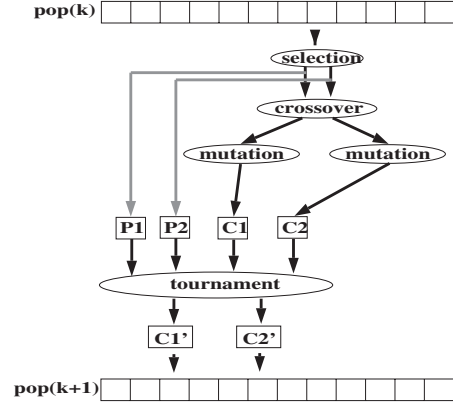 pop(k)
selection
crossover
mutation mutation
P1 P2 C1 C2
tournament
C1' C2'
pop(k+1)